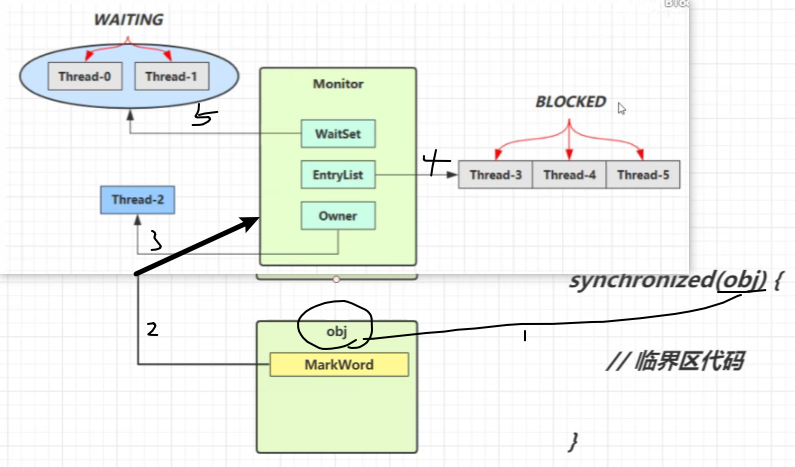 WAITING
Thread-0
Thread-1
5
Monitor
WaitSet
EntryList
Owner
4
BLOCKED
Thread-3
Thread-4
Thread-5
Thread-2
3
2
obj
MarkWord
1
synchronized(obj) {
// 临界区代码
}